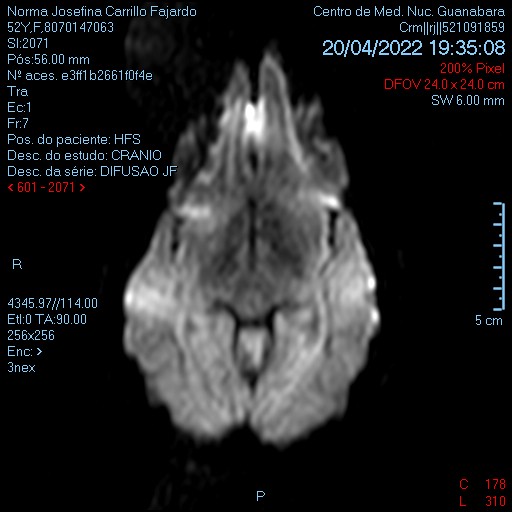 Norma Josefina Carrillo Fajardo
52Y,F,8070147063
SI:2071
Pós:56.00 mm
Nº aces. e3ff1b2661f0f4e
Tra
Ec:1
Fr:7
Pos. do paciente: HFS
Desc. do estudo: CRANIO
Desc. da série: DIFUSAO JF
< 601 - 2071 >
Centro de Med. Nuc. Guanabara
Crm||rj||521091859
20/04/2022 19:35:08
200% Pixel
DFOV 24.0 x 24.0 cm
SW 6.00 mm
R
4345.97//114.00
Etl:0 TA:90.00
256x256
Enc: >
3nex
5 cm
P
C 178
L 310